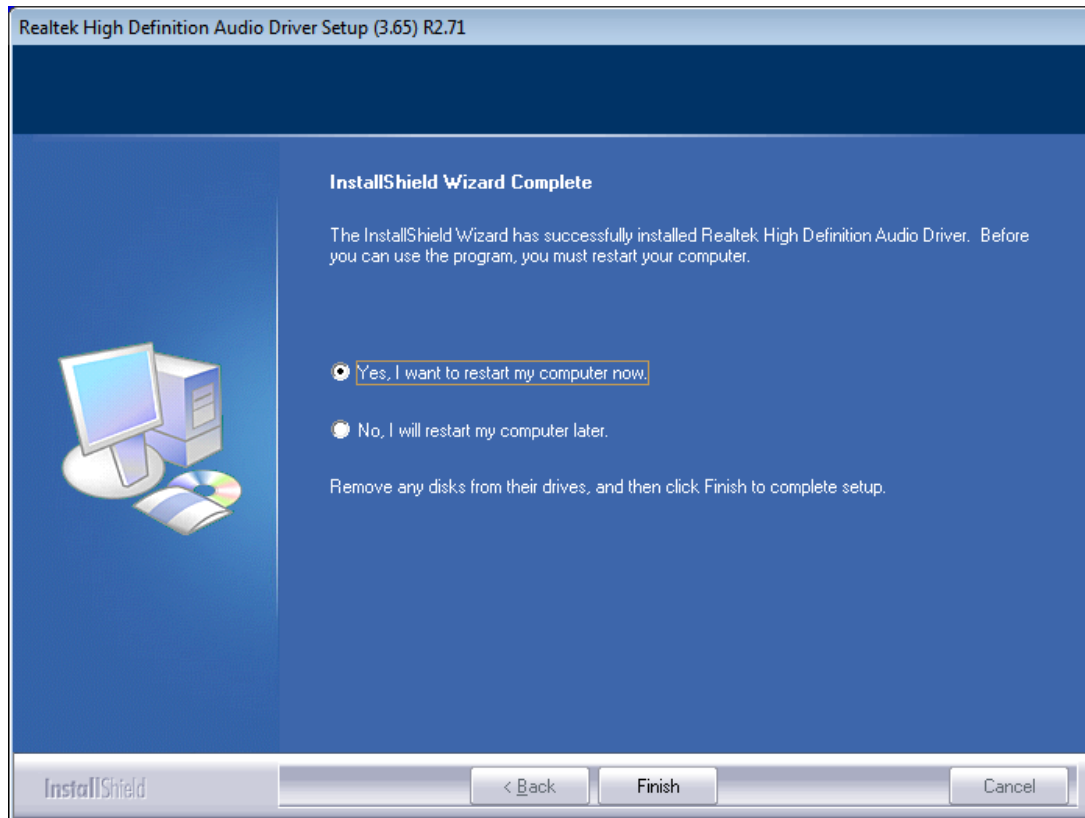 Realtek High Definition Audio Driver Setup (3.65) R2.71
InstallShield Wizard Complete
The InstallShield Wizard has successfully installed Realtek High Definition Audio Driver.  Before
you can use the program, you must restart your computer.
Yes, I want to restart my computer now.
No, I will restart my computer later.
Remove any disks from their drives, and then click Finish to complete setup.
InstallShield
< Back
Finish
Cancel